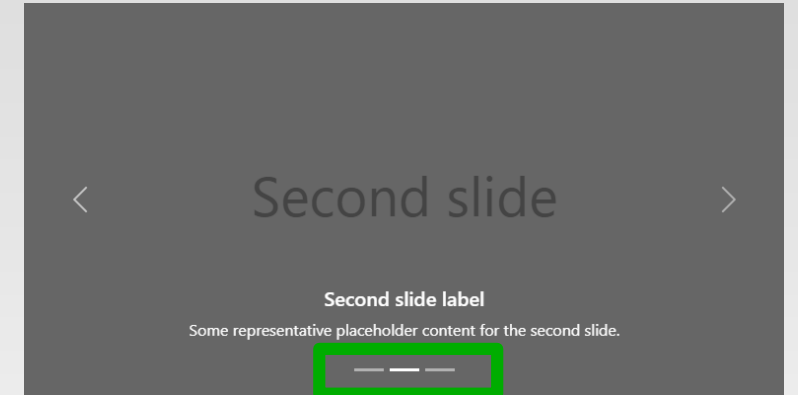 Second slide
Second slide label
Some representative placeholder content for the second slide.